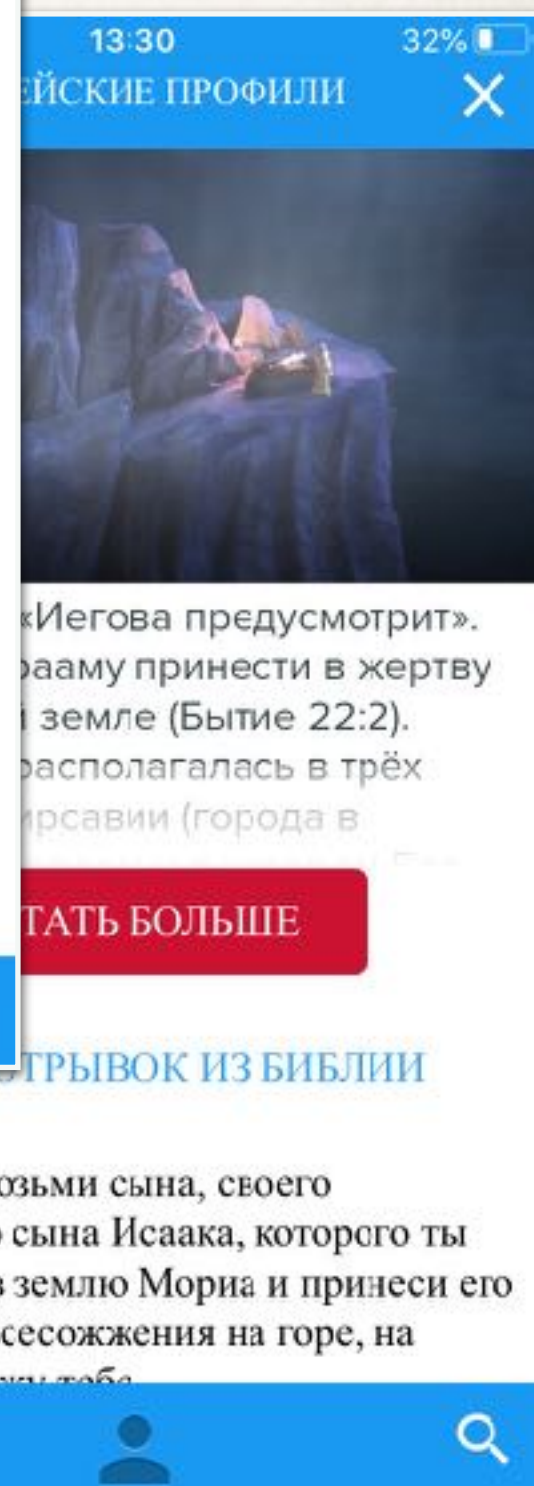 13:30 32%
ЕЙСКИЕ ПРОФИЛИ
«Иегова предусмотрит».
рааму принести в жертву
земле (Бытие 22:2).
располагалась в трёх
ирсавии (города в
ТАТЬ БОЛЬШЕ
ОТРЫВОК ИЗ БИБЛИИ
озьми сына, своего
сына Исаака, которого ты
в землю Мориа и принеси его
сесожжения на горе, на